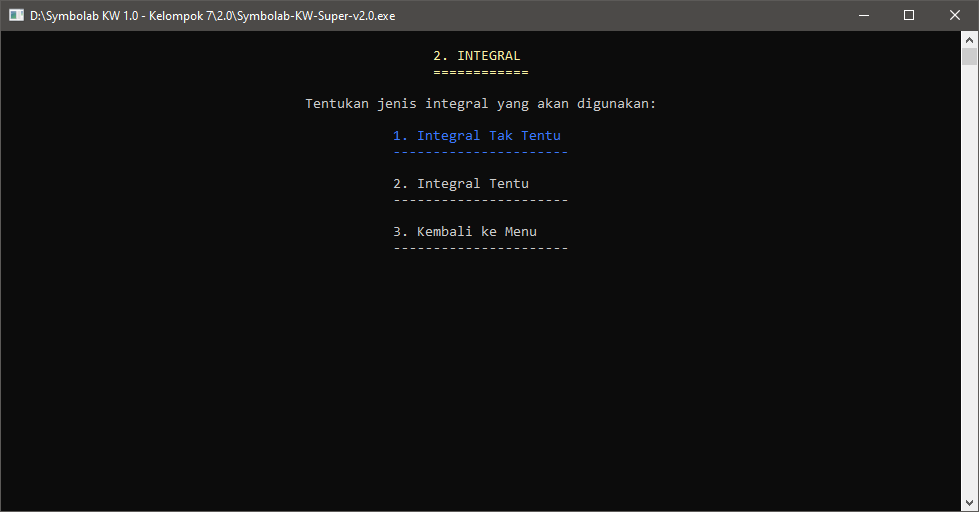 D:\Symbolab KW 1.0 - Kelompok 7\2.0\Symbolab-KW-Super-v2.0.exe
2. INTEGRAL
============
Tentukan jenis integral yang akan digunakan:
1. Integral Tak Tentu
----------------------
2. Integral Tentu
----------------------
3. Kembali ke Menu
----------------------